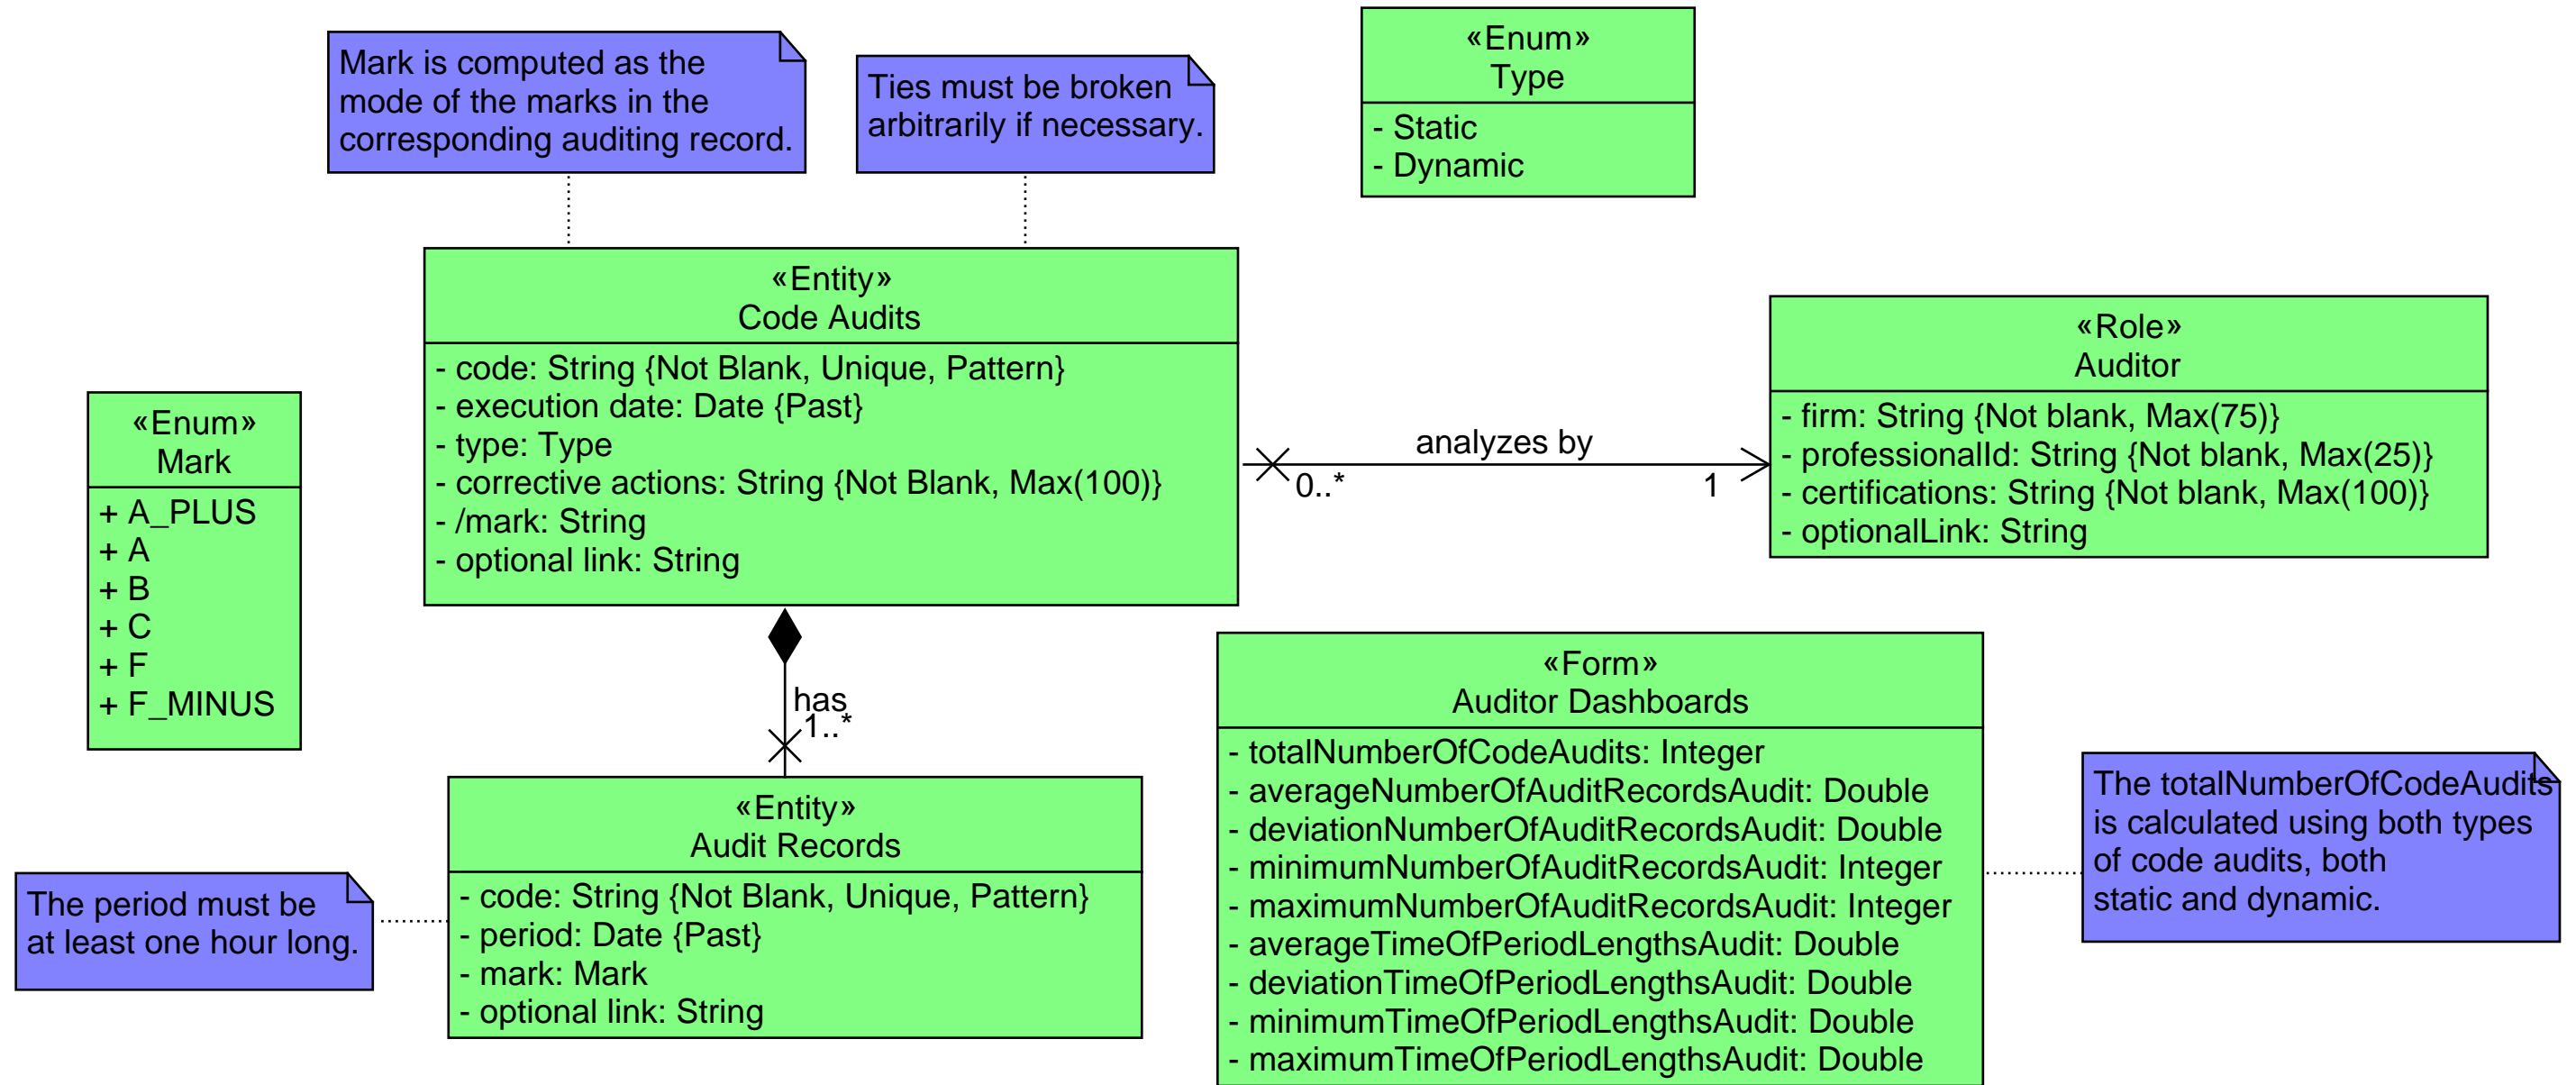 Mark is computed as the
mode of the marks in the
corresponding auditing record.
Ties must be broken
arbitrarily if necessary.
«Enum»
Type
- Static
- Dynamic
«Entity»
Code Audits
- code: String {Not Blank, Unique, Pattern}
- execution date: Date {Past}
- type: Type
- corrective actions: String {Not Blank, Max(100)}
- /mark: String
- optional link: String
analyzes by
0..*
1
«Role»
Auditor
- firm: String {Not blank, Max(75)}
- professionalId: String {Not blank, Max(25)}
- certifications: String {Not blank, Max(100)}
- optionalLink: String
«Enum»
Mark
+ A_PLUS
+ A
+ B
+ C
+ F
+ F_MINUS
has
1..*
«Entity»
Audit Records
- code: String {Not Blank, Unique, Pattern}
- period: Date {Past}
- mark: Mark
- optional link: String
The period must be
at least one hour long.
«Form»
Auditor Dashboards
- totalNumberOfCodeAudits: Integer
- averageNumberOfAuditRecordsAudit: Double
- deviationNumberOfAuditRecordsAudit: Double
- minimumNumberOfAuditRecordsAudit: Integer
- maximumNumberOfAuditRecordsAudit: Integer
- averageTimeOfPeriodLengthsAudit: Double
- deviationTimeOfPeriodLengthsAudit: Double
- minimumTimeOfPeriodLengthsAudit: Double
- maximumTimeOfPeriodLengthsAudit: Double
The totalNumberOfCodeAudits
is calculated using both types
of code audits, both
static and dynamic.